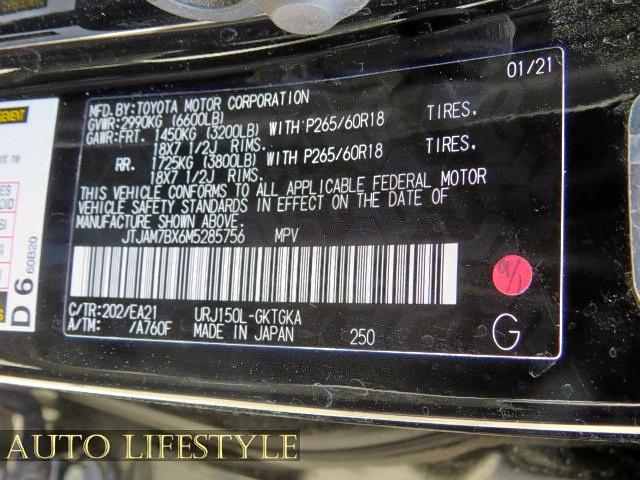 01/21
MFD.BY:TOYOTA MOTOR CORPORATION
GVWR:2990KG (6600LB)
GAWR:FRT. 1450KG (3200LB) WITH P265/60R18 TIRES.
18X7 1/2J RIMS.
RR. 1725KG (3800LB) WITH P265/60R18 TIRES.
18X7 1/2J RIMS.
THIS VEHICLE CONFORMS TO ALL APPLICABLE FEDERAL MOTOR
VEHICLE SAFETY STANDARDS IN EFFECT ON THE DATE OF
MANUFACTURE SHOWN ABOVE.
JTJAM7BX6M5285756 MPV
C/TR:202/EA21 URJ150L-GKTGKA
A/TM: /A760F MADE IN JAPAN 250
G
D6
60B20
AUTO LIFESTYLE